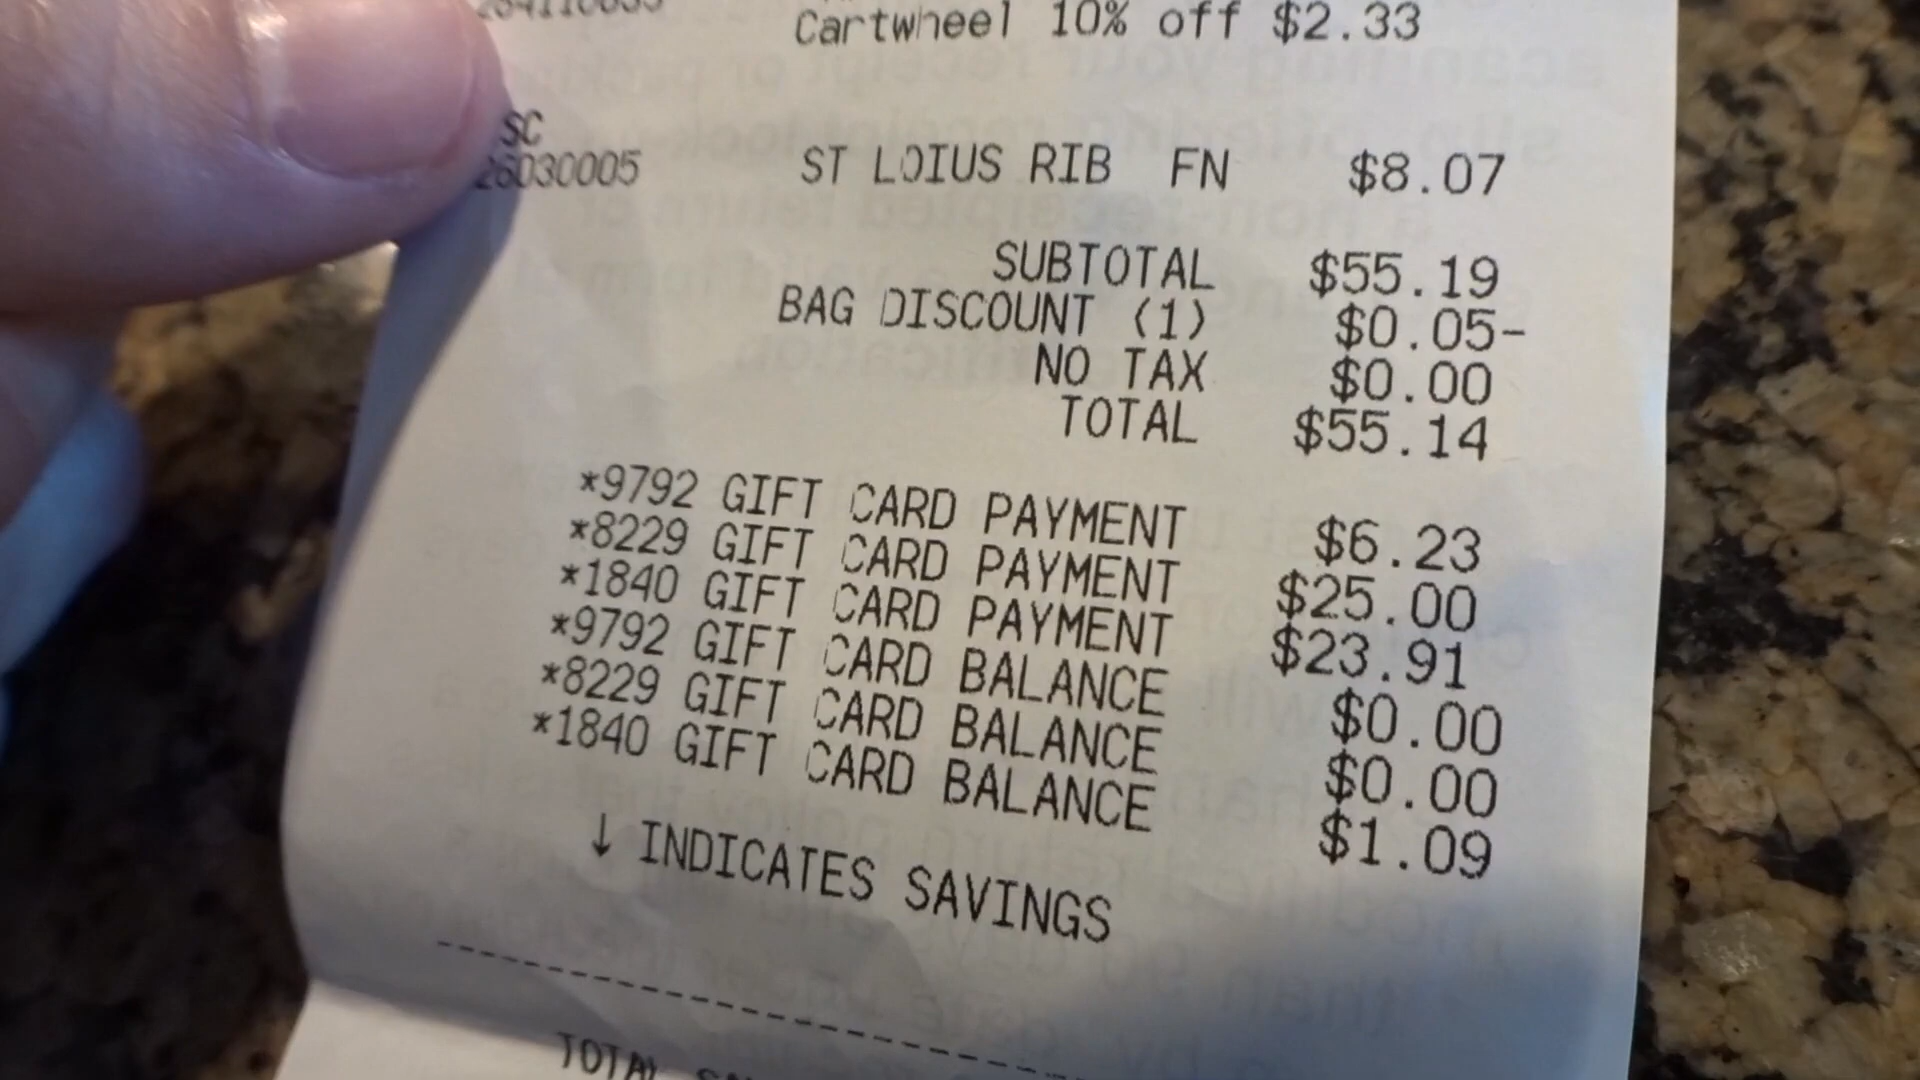 Cartwheel 10% off $2.33
SC
26030005 ST LOIUS RIB FN $8.07
SUBTOTAL $55.19
BAG DISCOUNT (1) $0.05-
NO TAX $0.00
TOTAL $55.14
*9792 GIFT CARD PAYMENT $6.23
*8229 GIFT CARD PAYMENT $25.00
*1840 GIFT CARD PAYMENT $23.91
*9792 GIFT CARD BALANCE $0.00
*8229 GIFT CARD BALANCE $0.00
*1840 GIFT CARD BALANCE $1.09
↓ INDICATES SAVINGS
TOTAL